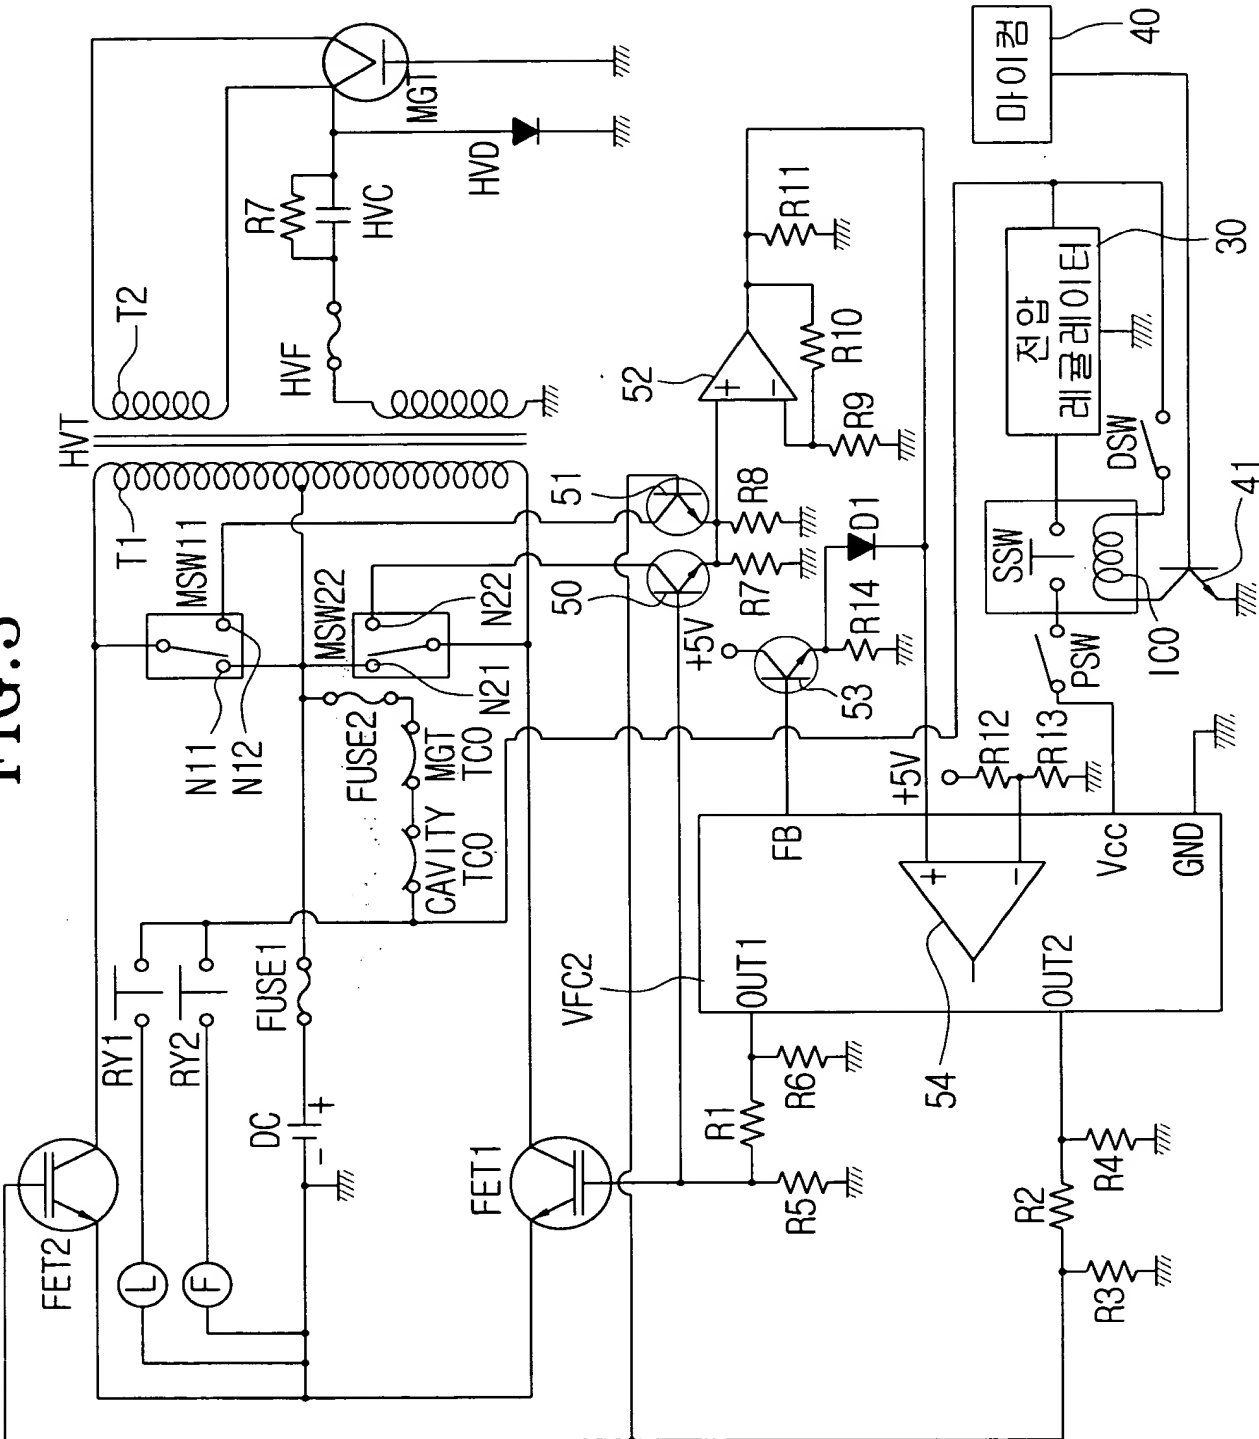 FET2
L
RY1
N11
N12
MSW11
T1
HVT
T2
F
RY2
DC
+
-
FUSE1
FUSE2
CAVITY
TCO
MGT
TCO
MSW22
N21
N22
HVF
R7
HVC
MGT
HVD
FET1
VFC2
50
51
52
R7
R8
+
-
R9
R10
R11
R1
R5
R6
OUT1
FB
+5V
53
R14
D1
54
+
-
+5V
R12
R13
OUT2
Vcc
GND
R2
R3
R4
PSW
SSW
ICO
DSW
41
전압
레귤레이터
30
마이컴
40